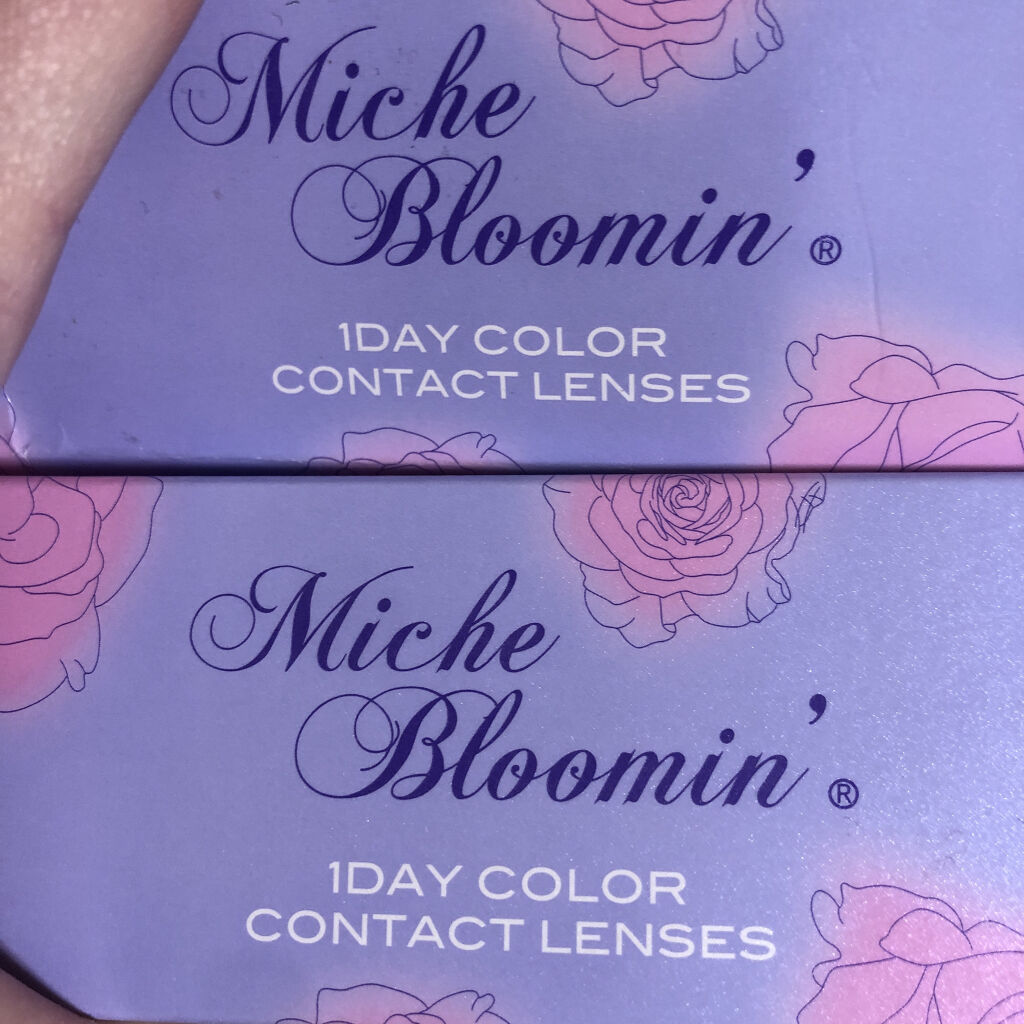 Miche
Bloomin'®
1DAY COLOR
CONTACT LENSES
Miche
Bloomin'®
1DAY COLOR
CONTACT LENSES